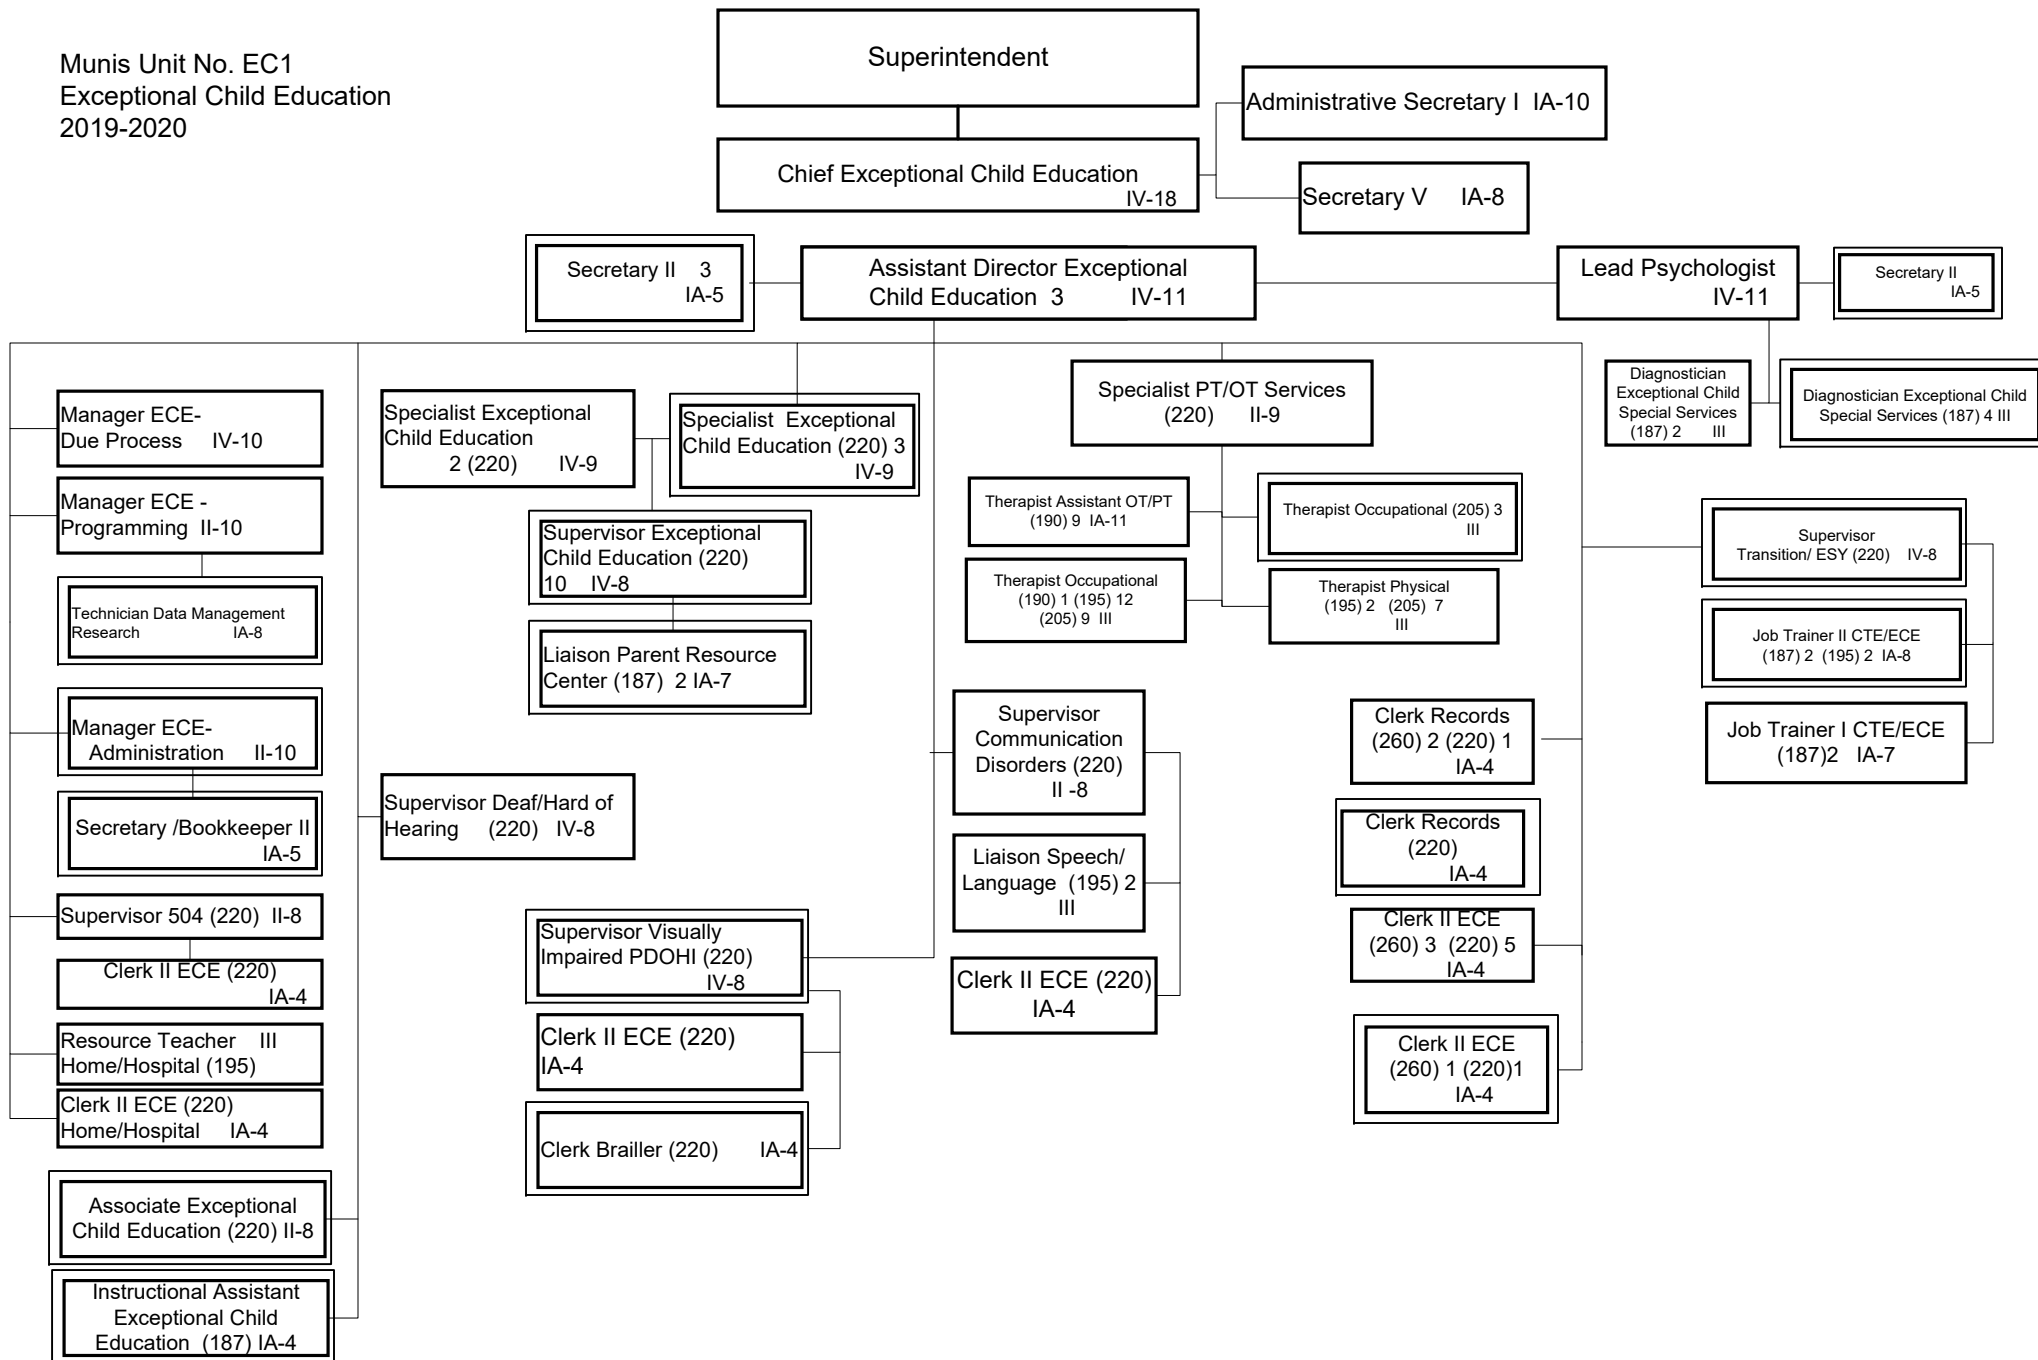 Munis Unit No. EC1
Exceptional Child Education
2019-2020
Superintendent
Chief Exceptional Child Education
IV-18
Administrative Secretary I IA-10
Secretary V IA-8
Secretary II 3
IA-5
Assistant Director Exceptional
Child Education 3 IV-11
Lead Psychologist
IV-11
Secretary II
IA-5
Manager ECE-
Due Process IV-10
Manager ECE -
Programming II-10
Technician Data Management
Research IA-8
Manager ECE-
Administration II-10
Secretary /Bookkeeper II
IA-5
Supervisor 504 (220) II-8
Clerk II ECE (220)
IA-4
Resource Teacher III
Home/Hospital (195)
Clerk II ECE (220)
Home/Hospital IA-4
Associate Exceptional
Child Education (220) II-8
Instructional Assistant
Exceptional Child
Education (187) IA-4
Specialist Exceptional
Child Education
2 (220) IV-9
Specialist Exceptional
Child Education (220) 3
IV-9
Supervisor Exceptional
Child Education (220)
10 IV-8
Liaison Parent Resource
Center (187) 2 IA-7
Supervisor Deaf/Hard of
Hearing (220) IV-8
Supervisor Visually
Impaired PDOHI (220)
IV-8
Clerk II ECE (220)
IA-4
Clerk Brailler (220) IA-4
Specialist PT/OT Services
(220) II-9
Therapist Assistant OT/PT
(190) 9 IA-11
Therapist Occupational (205) 3
III
Therapist Occupational
(190) 1 (195) 12
(205) 9 III
Therapist Physical
(195) 2 (205) 7
III
Supervisor
Communication
Disorders (220)
II -8
Liaison Speech/
Language (195) 2
III
Clerk II ECE (220)
IA-4
Clerk Records
(260) 2 (220) 1
IA-4
Clerk Records
(220)
IA-4
Clerk II ECE
(260) 3 (220) 5
IA-4
Clerk II ECE
(260) 1 (220)1
IA-4
Diagnostician
Exceptional Child
Special Services
(187) 2 III
Diagnostician Exceptional Child
Special Services (187) 4 III
Supervisor
Transition/ ESY (220) IV-8
Job Trainer II CTE/ECE
(187) 2 (195) 2 IA-8
Job Trainer I CTE/ECE
(187)2 IA-7